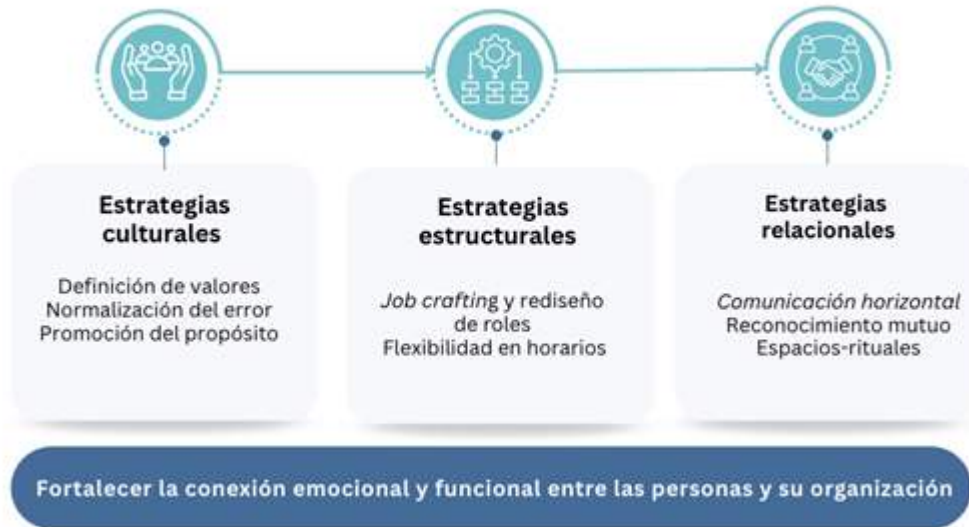 Estrategias
culturales
Definición de valores
Normalización del error
Promoción del propósito
Estrategias
estructurales
Job crafting y rediseño
de roles
Flexibilidad en horarios
Estrategias
relacionales
Comunicación horizontal
Reconocimiento mutuo
Espacios-rituales
Fortalecer la conexión emocional y funcional entre las personas y su organización